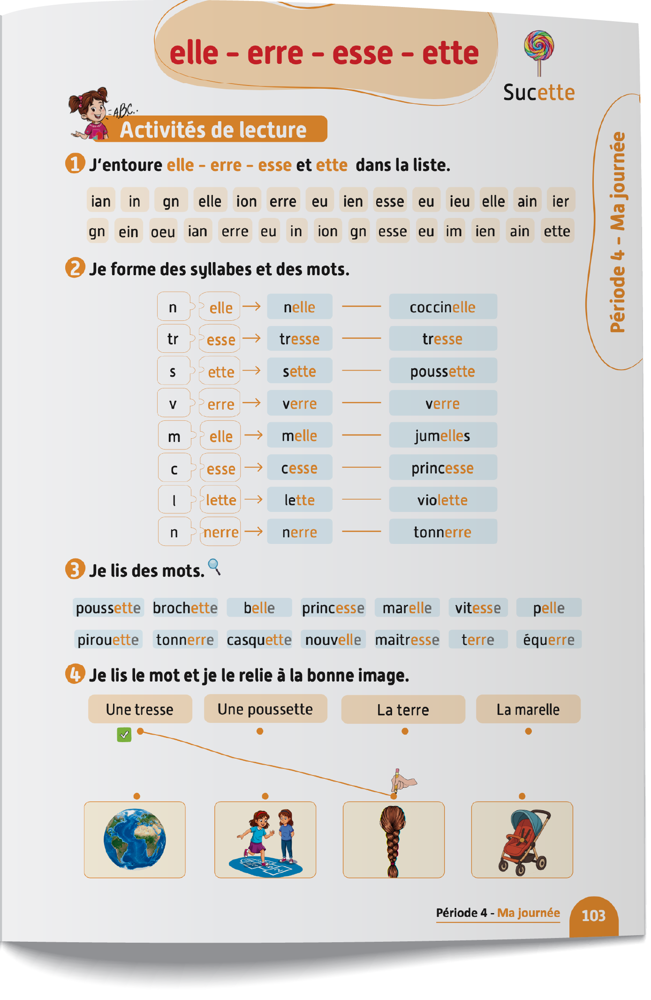 elle - erre - esse - ette
Sucette
ABC..
Activités de lecture
1 J'entoure elle - erre - esse et ette dans la liste.
ian in gn elle ion erre eu ien esse eu ieu elle ain ier
gn ein oeu ian erre eu in ion gn esse eu im ien ain ette
2 Je forme des syllabes et des mots.
n elle nelle coccinelle
tr esse tresse tresse
s ette sette poussette
v erre verre verre
m elle melle jumelles
c esse cesse princesse
l lette lette violette
n nerre nerre tonnerre
3 Je lis des mots.
poussette brochette belle princesse marelle vitesse pelle
pirouette tonnerre casquette nouvelle maitresse terre équerre
4 Je lis le mot et je le relie à la bonne image.
Une tresse Une poussette La terre La marelle
Période 4 - Ma journée 103
Période 4 - Ma journée